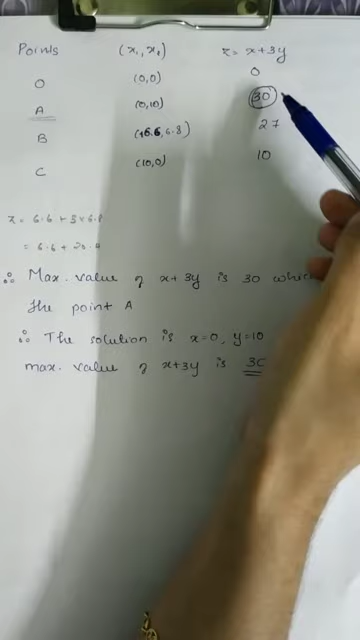 Points (x₁, x₂) z = x + 3y
O (0,0) 0
A (0,10) 30
B (6.6, 6.8) 27
C (10,0) 10
z = 6.6 + 3 × 6.8
= 6.6 + 20.4
∴ Max. value of x+3y is 30 which
the point A
∴ The solution is x=0, y=10
max. value of x+3y is 30